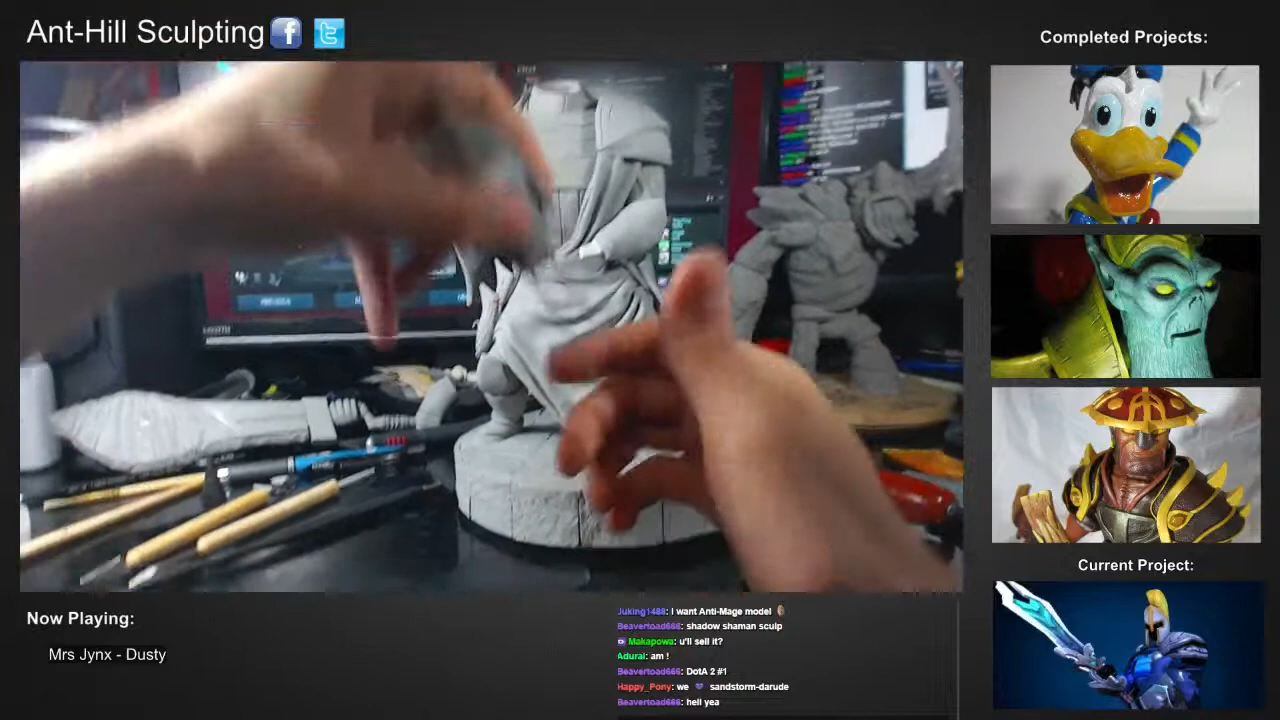 Ant-Hill Sculpting
Completed Projects:
Current Project:
Now Playing:
Mrs Jynx - Dusty
Juking1488: I want Anti-Mage model
Beavertoad666: shadow shaman sculp
Makapowa: u'll sell it?
Adurai: am !
Beavertoad666: DotA 2 #1
Happy_Pony: we sandstorm-darude
Beavertoad666: hell yea